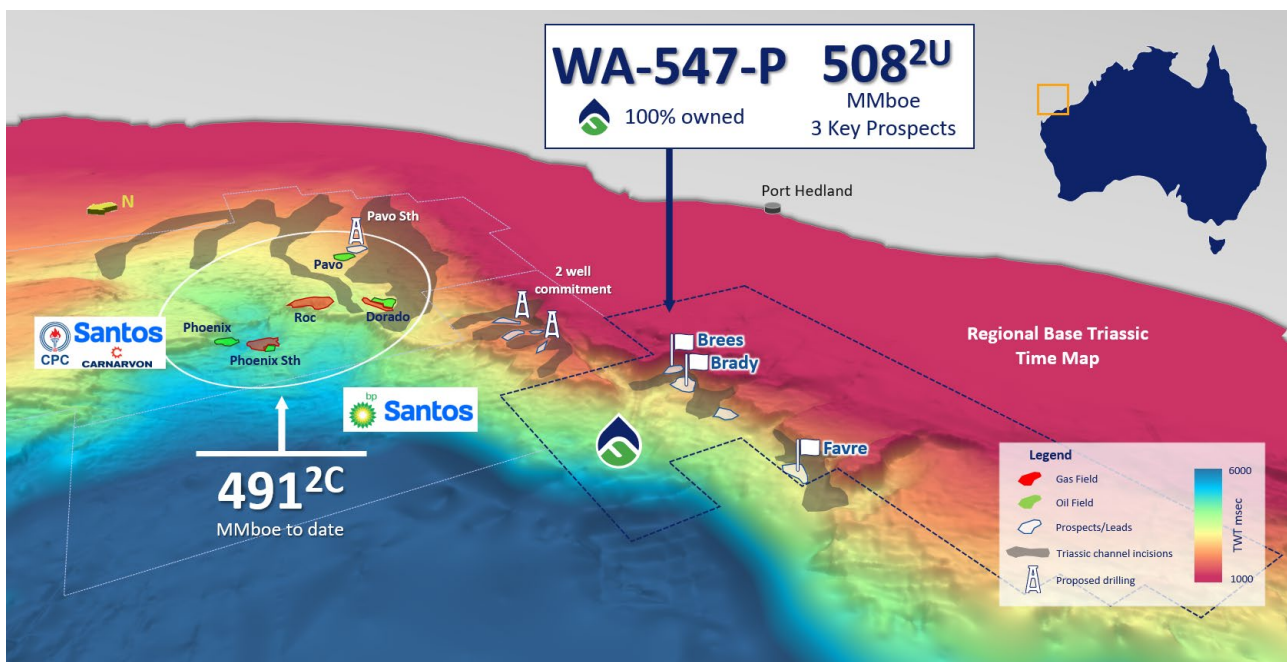 WA-547-P
508 2U
100% owned
MMboe
3 Key Prospects
Port Hedland
N
Pavo Sth
Pavo
2 well
commitment
Roc
Dorado
Phoenix
Phoenix Sth
CPC
Santos
CARNARVON
bp
Santos
491 2C
MMboe to date
Brees
Brady
Favre
Regional Base Triassic
Time Map
Legend
Gas Field
Oil Field
Prospects/Leads
Triassic channel incisions
Proposed drilling
6000
TWT msec
1000